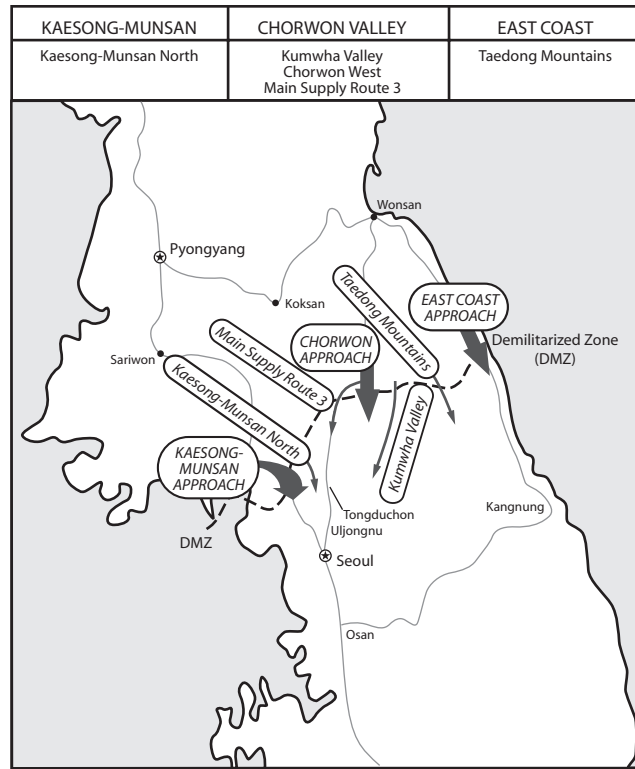 KAESONG-MUNSAN
CHORWON VALLEY
EAST COAST
Kaesong-Munsan North
Kumwha Valley
Chorwon West
Main Supply Route 3
Taedong Mountains
Wonsan
Pyongyang
Koksan
Taedong Mountains
EAST COAST
APPROACH
Demilitarized Zone
(DMZ)
Main Supply Route 3
CHORWON
APPROACH
Sariwon
Kaesong-Munsan North
Kumwha Valley
KAESONG-
MUNSAN
APPROACH
Tongduchon
Uljongnu
Kangnung
DMZ
Seoul
Osan